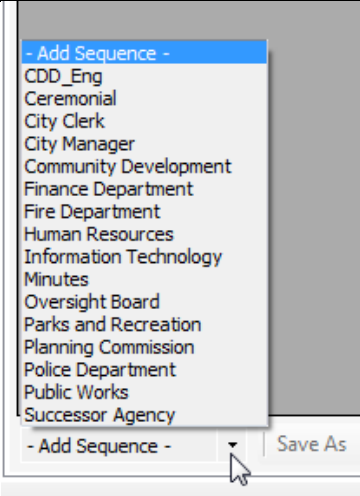 - Add Sequence -
CDD_Eng
Ceremonial
City Clerk
City Manager
Community Development
Finance Department
Fire Department
Human Resources
Information Technology
Minutes
Oversight Board
Parks and Recreation
Planning Commission
Police Department
Public Works
Successor Agency
- Add Sequence - Save As